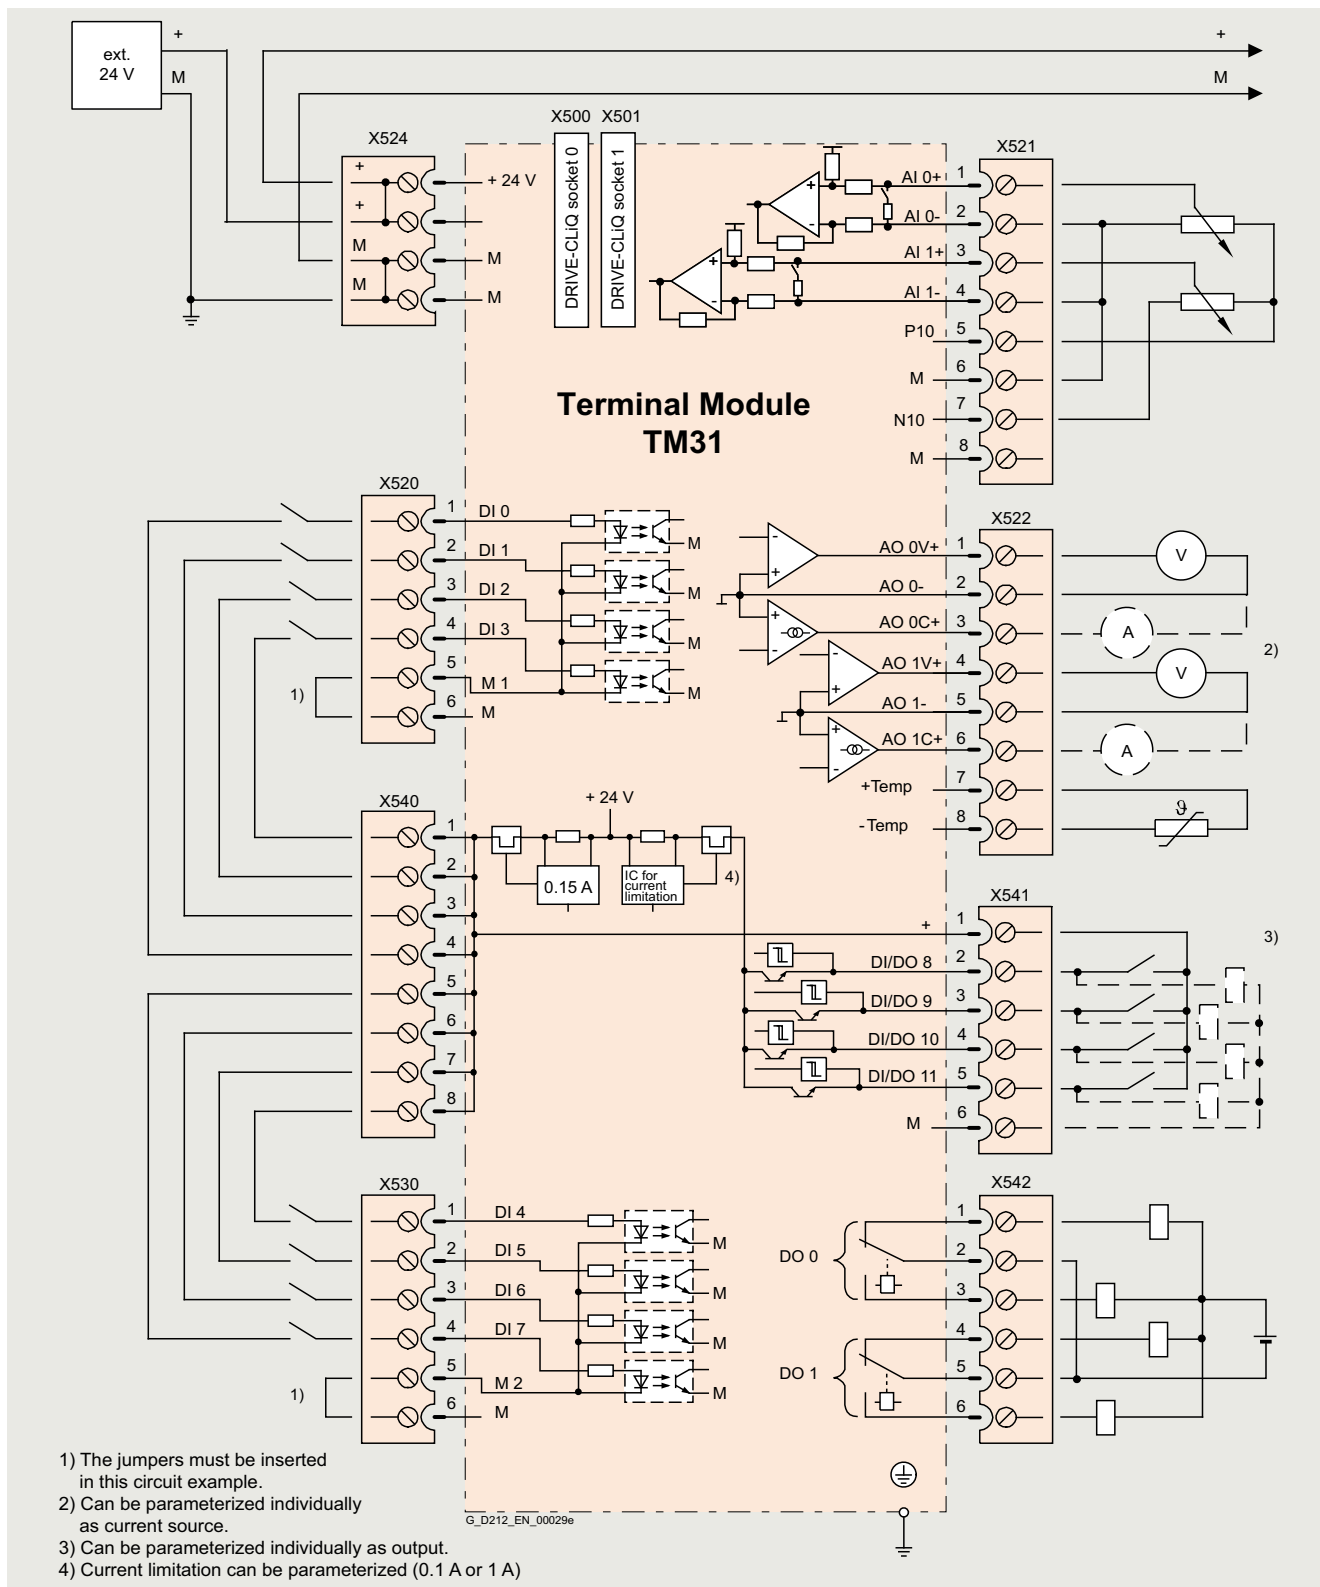 ext.
24 V
+
M
+
M
X524
+
+
M
M
+ 24 V
M
M
X500
X501
DRIVE-CLiQ socket 0
DRIVE-CLiQ socket 1
+
-
+
-
X521
AI 0+ 1
AI 0- 2
AI 1+ 3
AI 1- 4
P10 5
M 6
N10 7
M 8
Terminal Module
TM31
X520
1 DI 0
2 DI 1
3 DI 2
4 DI 3
5 M 1
6 M
1)
M
M
M
M
X522
AO 0V+ 1
AO 0- 2
AO 0C+ 3
AO 1V+ 4
AO 1- 5
AO 1C+ 6
+Temp 7
- Temp 8
-
+
+
-
-
+
+
-
V
A
V
A
2)
ϑ
X540
1
2
3
4
5
6
7
8
+ 24 V
0.15 A
IC for
current
limitation
4)
X541
+ 1
DI/DO 8 2
DI/DO 9 3
DI/DO 10 4
DI/DO 11 5
M 6
3)
X530
1 DI 4
2 DI 5
3 DI 6
4 DI 7
5 M 2
6 M
1)
M
M
M
M
X542
1
DO 0 2
3
4
DO 1 5
6
1) The jumpers must be inserted
in this circuit example.
2) Can be parameterized individually
as current source.
3) Can be parameterized individually as output.
4) Current limitation can be parameterized (0.1 A or 1 A)
G_D212_EN_00029e